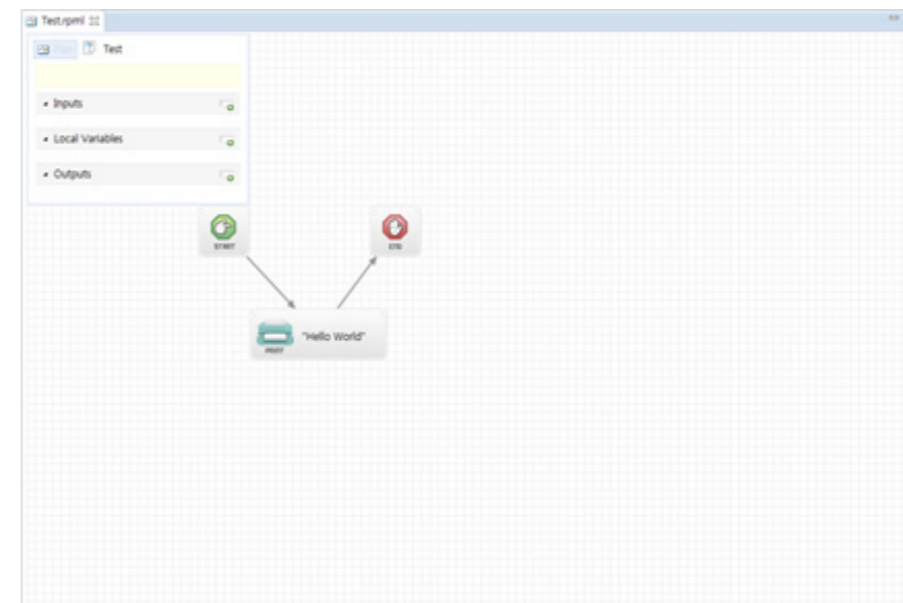 Test.rpml
Test
Inputs
Local Variables
Outputs
START
END
PRINT
"Hello World"